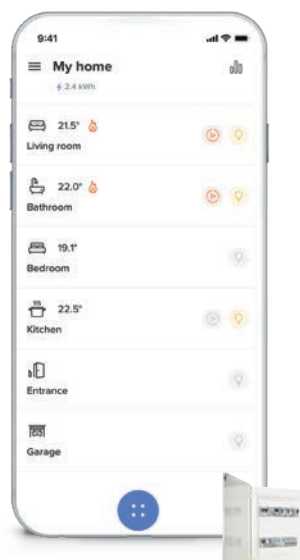 9:41
My home
2.4 kWh
21.5°
Living room
22.0°
Bathroom
19.1°
Bedroom
22.5°
Kitchen
Entrance
Garage